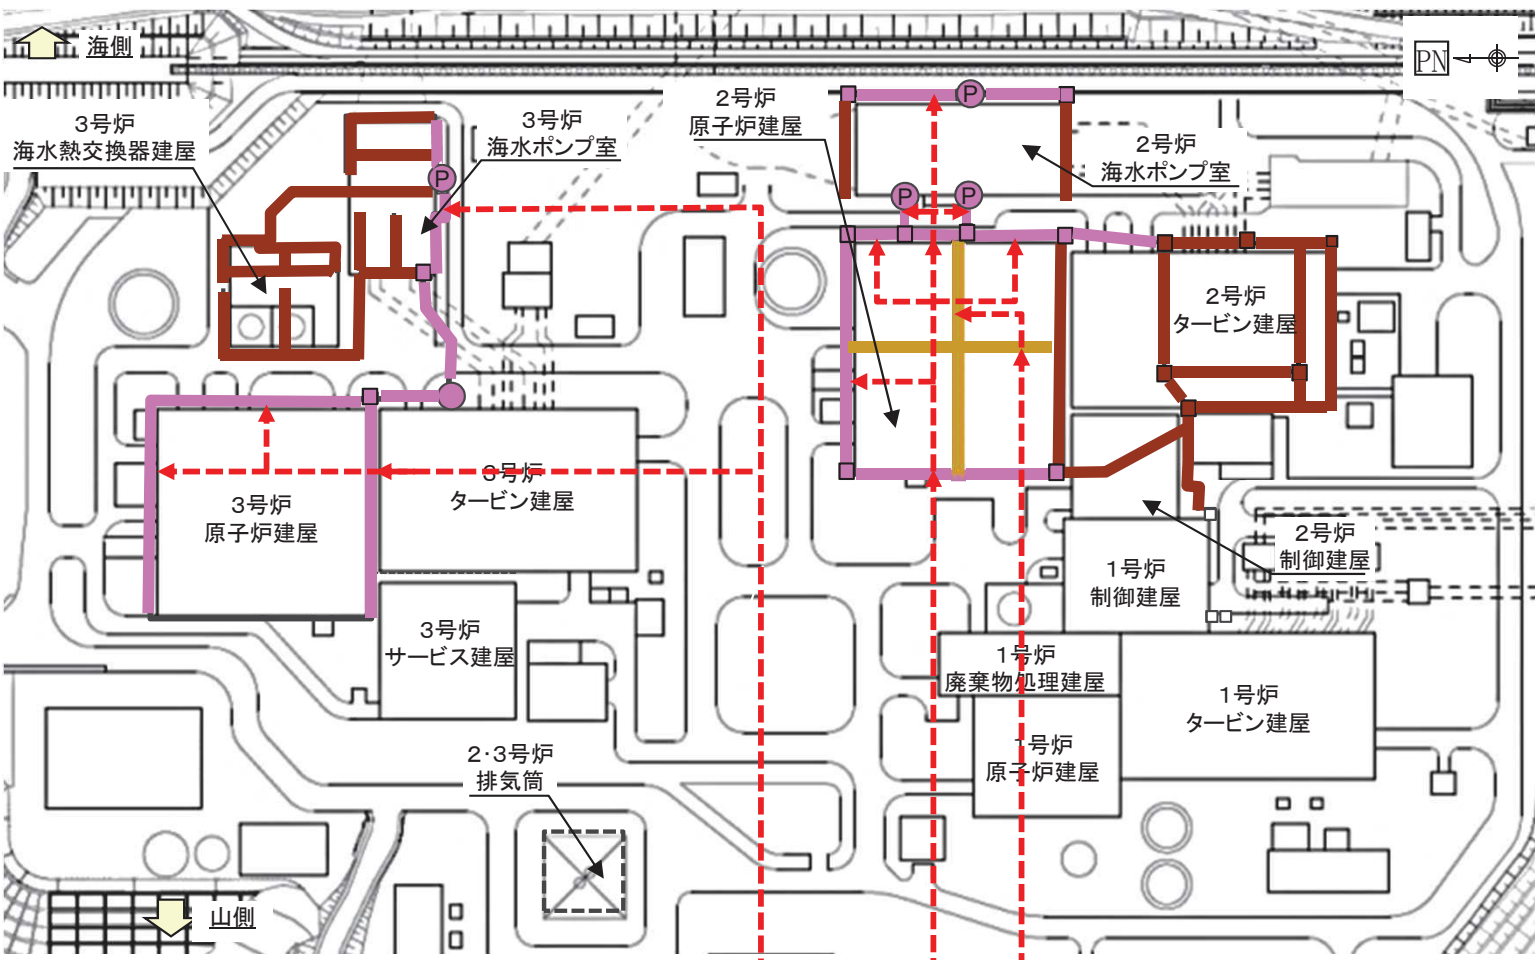 海側
PN
3号炉
海水熱交換器建屋
3号炉
海水ポンプ室
2号炉
原子炉建屋
P
P
2号炉
海水ポンプ室
P
P
2号炉
タービン建屋
3号炉
原子炉建屋
3号炉
タービン建屋
2号炉
制御建屋
1号炉
制御建屋
3号炉
サービス建屋
1号炉
廃棄物処理建屋
1号炉
タービン建屋
1号炉
原子炉建屋
2・3号炉
排気筒
山側